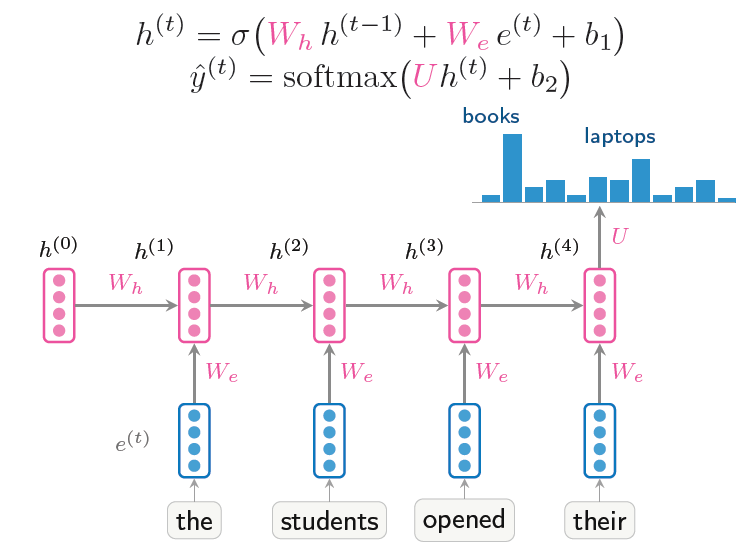 h^(t) = σ(W_h h^(t−1) + W_e e^(t) + b_1)
ŷ^(t) = softmax(U h^(t) + b_2)
books
laptops
U
h^(0) h^(1) h^(2) h^(3) h^(4)
W_h W_h W_h W_h
W_e W_e W_e W_e
e^(t)
the students opened their